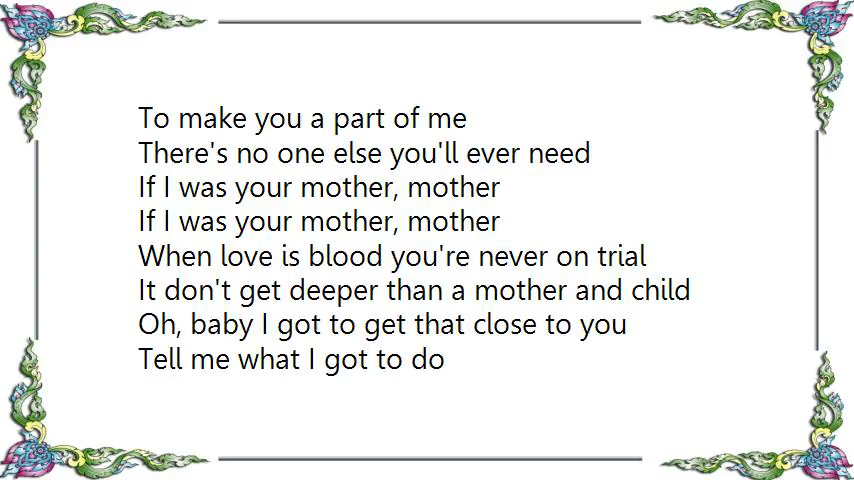 To make you a part of me
There's no one else you'll ever need
If I was your mother, mother
If I was your mother, mother
When love is blood you're never on trial
It don't get deeper than a mother and child
Oh, baby I got to get that close to you
Tell me what I got to do